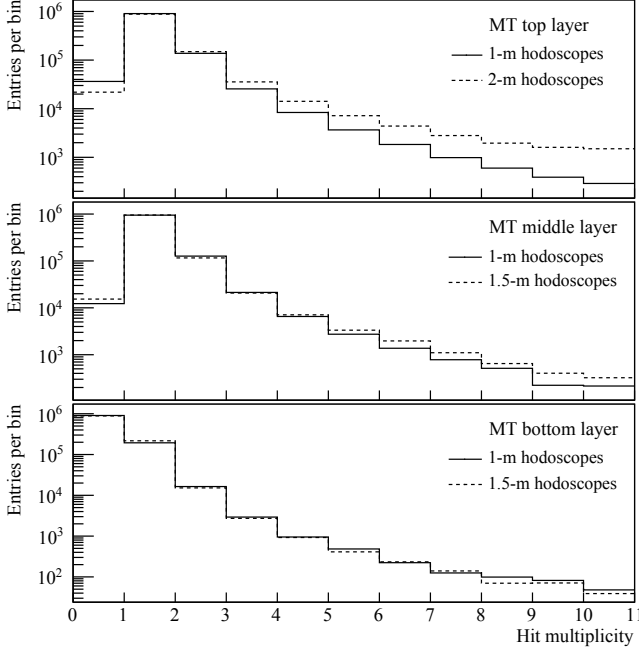 Entries per bin
10⁶
10⁵
10⁴
10³
MT top layer
1-m hodoscopes
2-m hodoscopes
Entries per bin
10⁶
10⁵
10⁴
10³
MT middle layer
1-m hodoscopes
1.5-m hodoscopes
Entries per bin
10⁶
10⁵
10⁴
10³
10²
MT bottom layer
1-m hodoscopes
1.5-m hodoscopes
0 1 2 3 4 5 6 7 8 9 10 11
Hit multiplicity